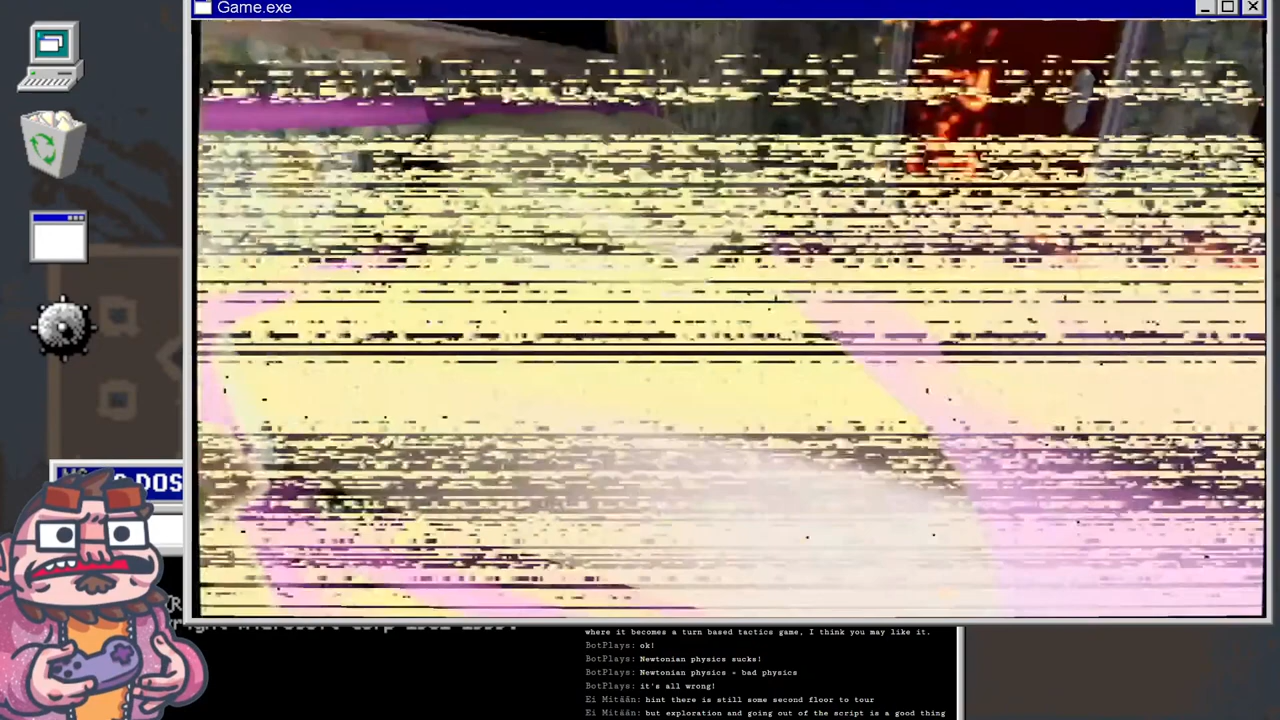 Game.exe
DOS
where it becomes a turn based tactics game, I think you may like it.
BotPlays: ok!
BotPlays: Newtonian physics sucks!
BotPlays: Newtonian physics = bad physics
BotPlays: it's all wrong!
Ei Mitään: hint there is still some second floor to tour
Ei Mitään: but exploration and going out of the script is a good thing